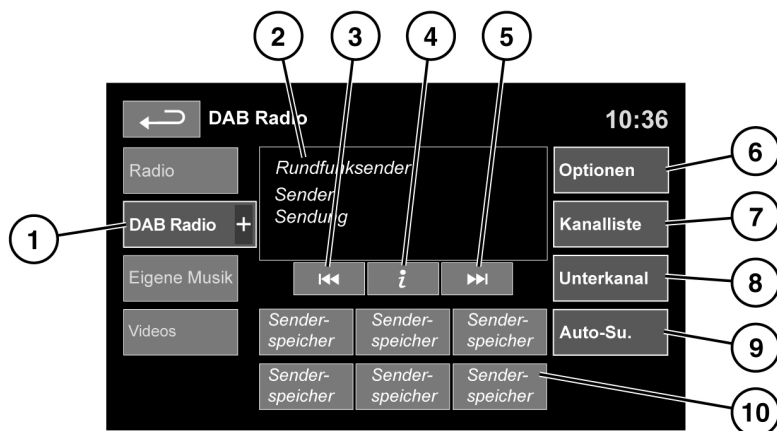 2
3
4
5
DAB Radio
10:36
6
Radio
Rundfunksender
Optionen
Sender
7
1
DAB Radio +
Sendung
Kanalliste
Eigene Musik
i
Unterkanal
8
Videos
Sender-
speicher
Sender-
speicher
Sender-
speicher
Auto-Su.
9
Sender-
speicher
Sender-
speicher
Sender-
speicher
10